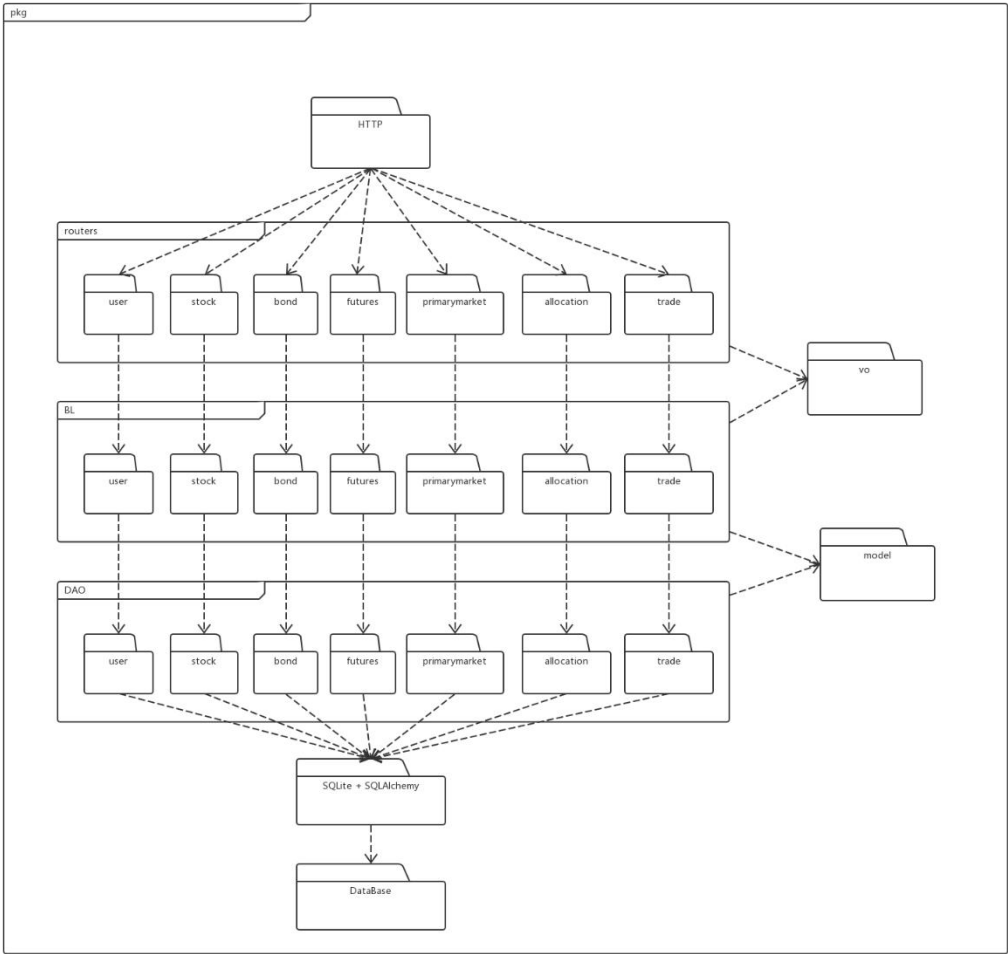 pkg
HTTP
routers
user stock bond futures primarymarket allocation trade
vo
BL
user stock bond futures primarymarket allocation trade
model
DAO
user stock bond futures primarymarket allocation trade
SQLite + SQLAlchemy
DataBase